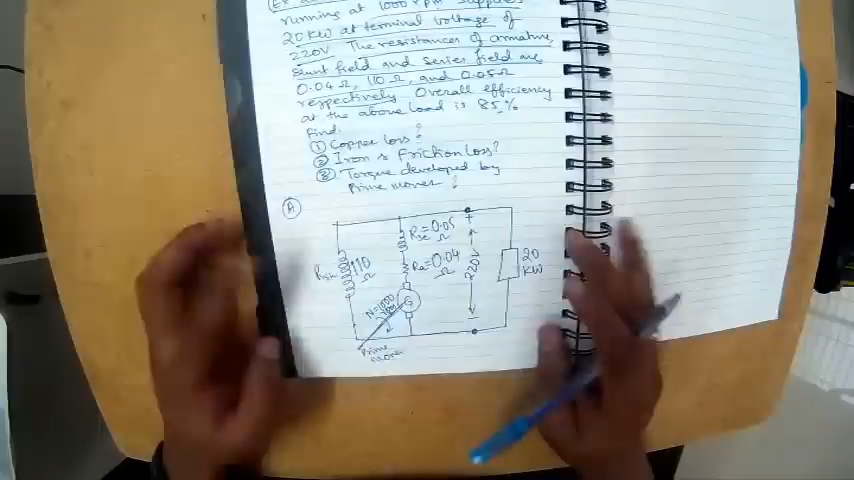 running at 1000 rpm supplies
20 KW at terminal voltage of
220V. The resistances of armature,
shunt field and series field are
0.04 Ω, 110 Ω, and 0.05Ω
respectively. Overall efficiency
at the above load is 85%
Find:
① Copper loss?
② Iron & Friction Loss?
③ Torque developed by
Prime mover?
Ⓐ
Rse=0.05
Ω
Ra=0.04
Ω
Rsh
110
Ω
220V
20
KW
N=1000
rpm
G
+
-
Prime
mover